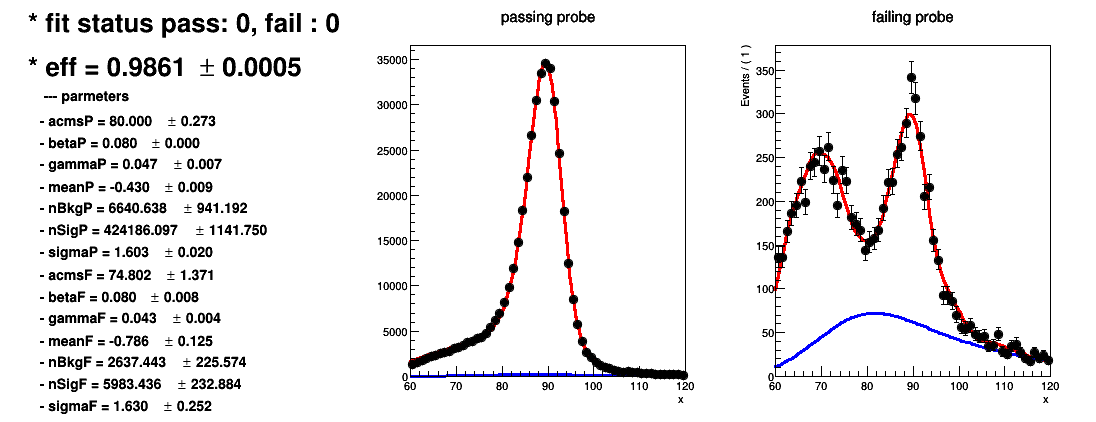 * fit status pass: 0, fail : 0
* eff = 0.9861 ± 0.0005
--- parmeters
- acmsP = 80.000 ± 0.273
- betaP = 0.080 ± 0.000
- gammaP = 0.047 ± 0.007
- meanP = -0.430 ± 0.009
- nBkgP = 6640.638 ± 941.192
- nSigP = 424186.097 ± 1141.750
- sigmaP = 1.603 ± 0.020
- acmsF = 74.802 ± 1.371
- betaF = 0.080 ± 0.008
- gammaF = 0.043 ± 0.004
- meanF = -0.786 ± 0.125
- nBkgF = 2637.443 ± 225.574
- nSigF = 5983.436 ± 232.884
- sigmaF = 1.630 ± 0.252
passing probe
35000
30000
25000
20000
15000
10000
5000
0
60 70 80 90 100 110 120
x
failing probe
Events / ( 1 )
350
300
250
200
150
100
50
0
60 70 80 90 100 110 120
x